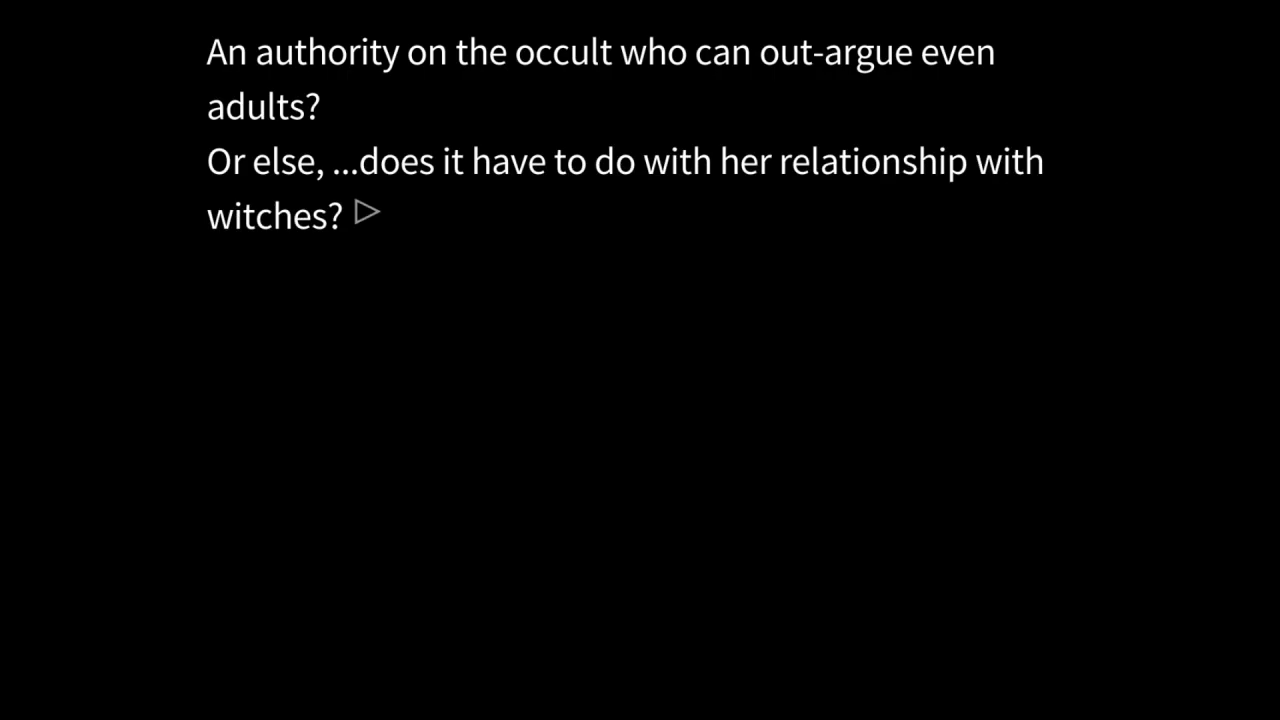 An authority on the occult who can out-argue even
adults?
Or else, ...does it have to do with her relationship with
witches?